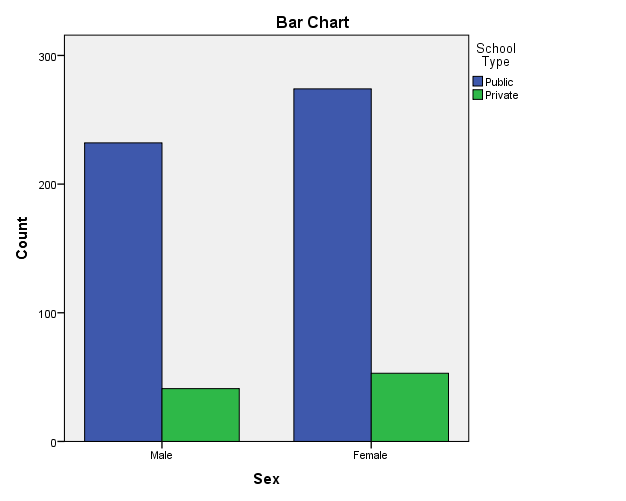 Bar Chart
School
Type
Public
Private
300
200
100
0
Count
Male
Female
Sex